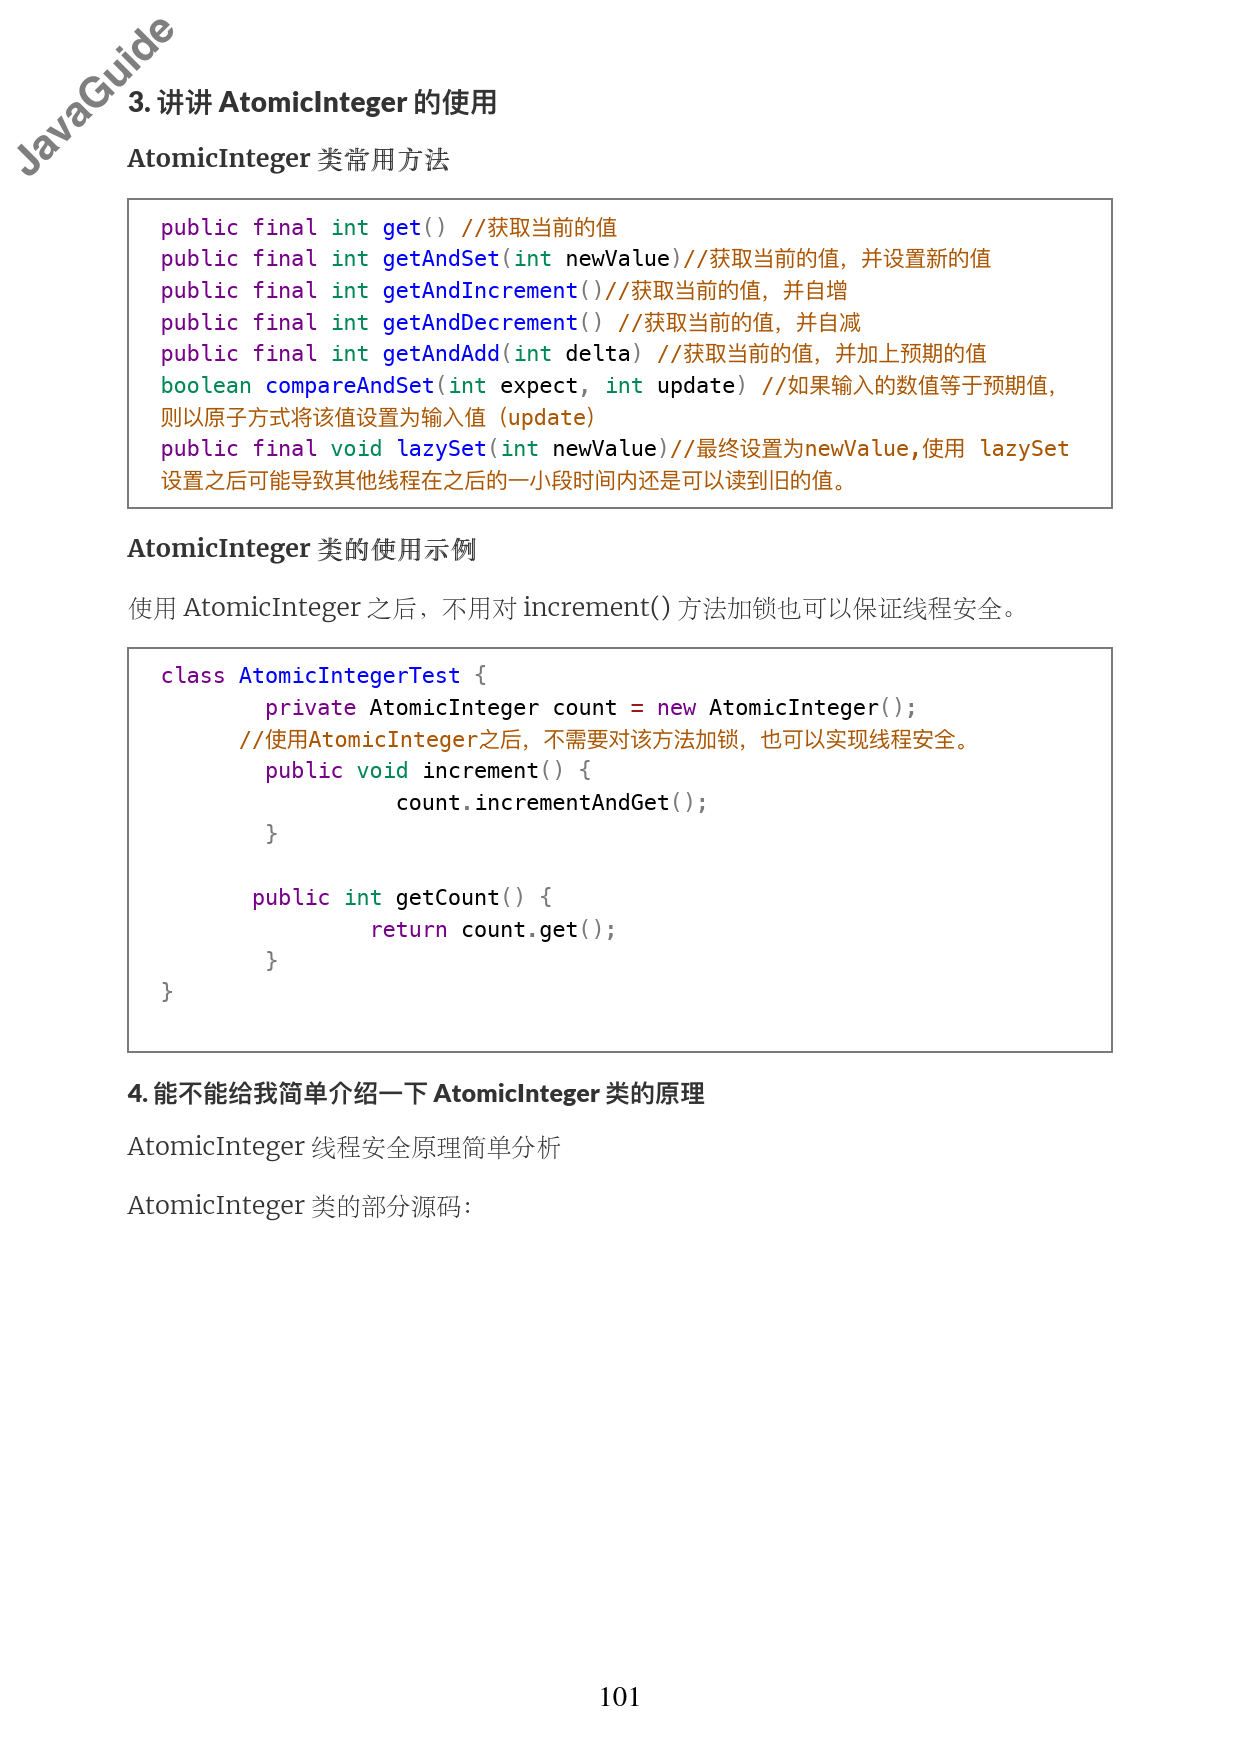 JavaGuide
3. 讲讲 AtomicInteger 的使用
AtomicInteger 类常用方法
public final int get() //获取当前的值
public final int getAndSet(int newValue)//获取当前的值，并设置新的值
public final int getAndIncrement()//获取当前的值，并自增
public final int getAndDecrement() //获取当前的值，并自减
public final int getAndAdd(int delta) //获取当前的值，并加上预期的值
boolean compareAndSet(int expect, int update) //如果输入的数值等于预期值，
则以原子方式将该值设置为输入值（update）
public final void lazySet(int newValue)//最终设置为newValue,使用 lazySet
设置之后可能导致其他线程在之后的一小段时间内还是可以读到旧的值。
AtomicInteger 类的使用示例
使用 AtomicInteger 之后，不用对 increment() 方法加锁也可以保证线程安全。
class AtomicIntegerTest {
        private AtomicInteger count = new AtomicInteger();
      //使用AtomicInteger之后，不需要对该方法加锁，也可以实现线程安全。
        public void increment() {
                  count.incrementAndGet();
        }
       public int getCount() {
                return count.get();
        }
}
4. 能不能给我简单介绍一下 AtomicInteger 类的原理
AtomicInteger 线程安全原理简单分析
AtomicInteger 类的部分源码：
101